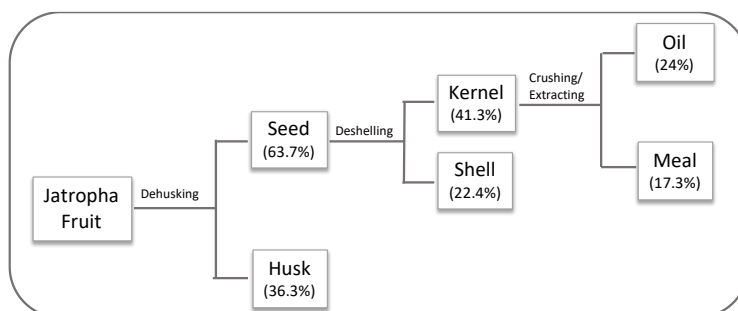 Jatropha
Fruit
Dehusking
Seed
(63.7%)
Husk
(36.3%)
Deshelling
Kernel
(41.3%)
Shell
(22.4%)
Crushing/
Extracting
Oil
(24%)
Meal
(17.3%)